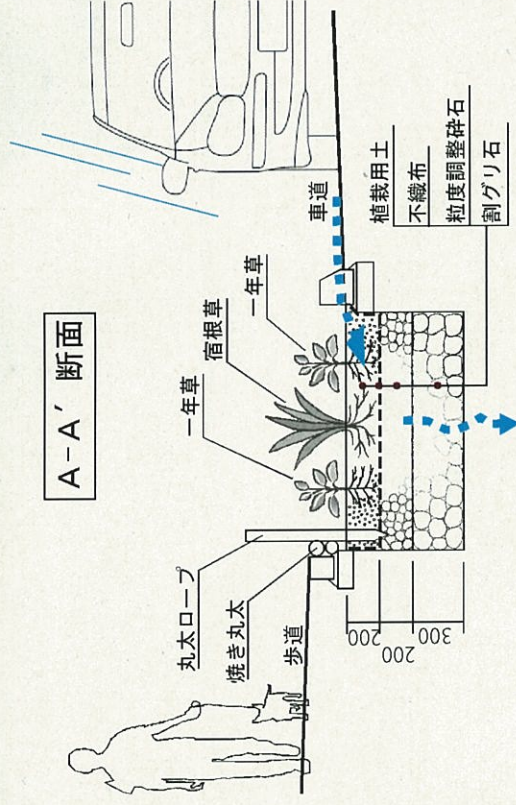 A-A′ 断面
丸太ロープ
焼き丸太
歩道
一年草
宿根草
一年草
車道
植栽用土
不織布
粒度調整砕石
割グリ石
200
200
300